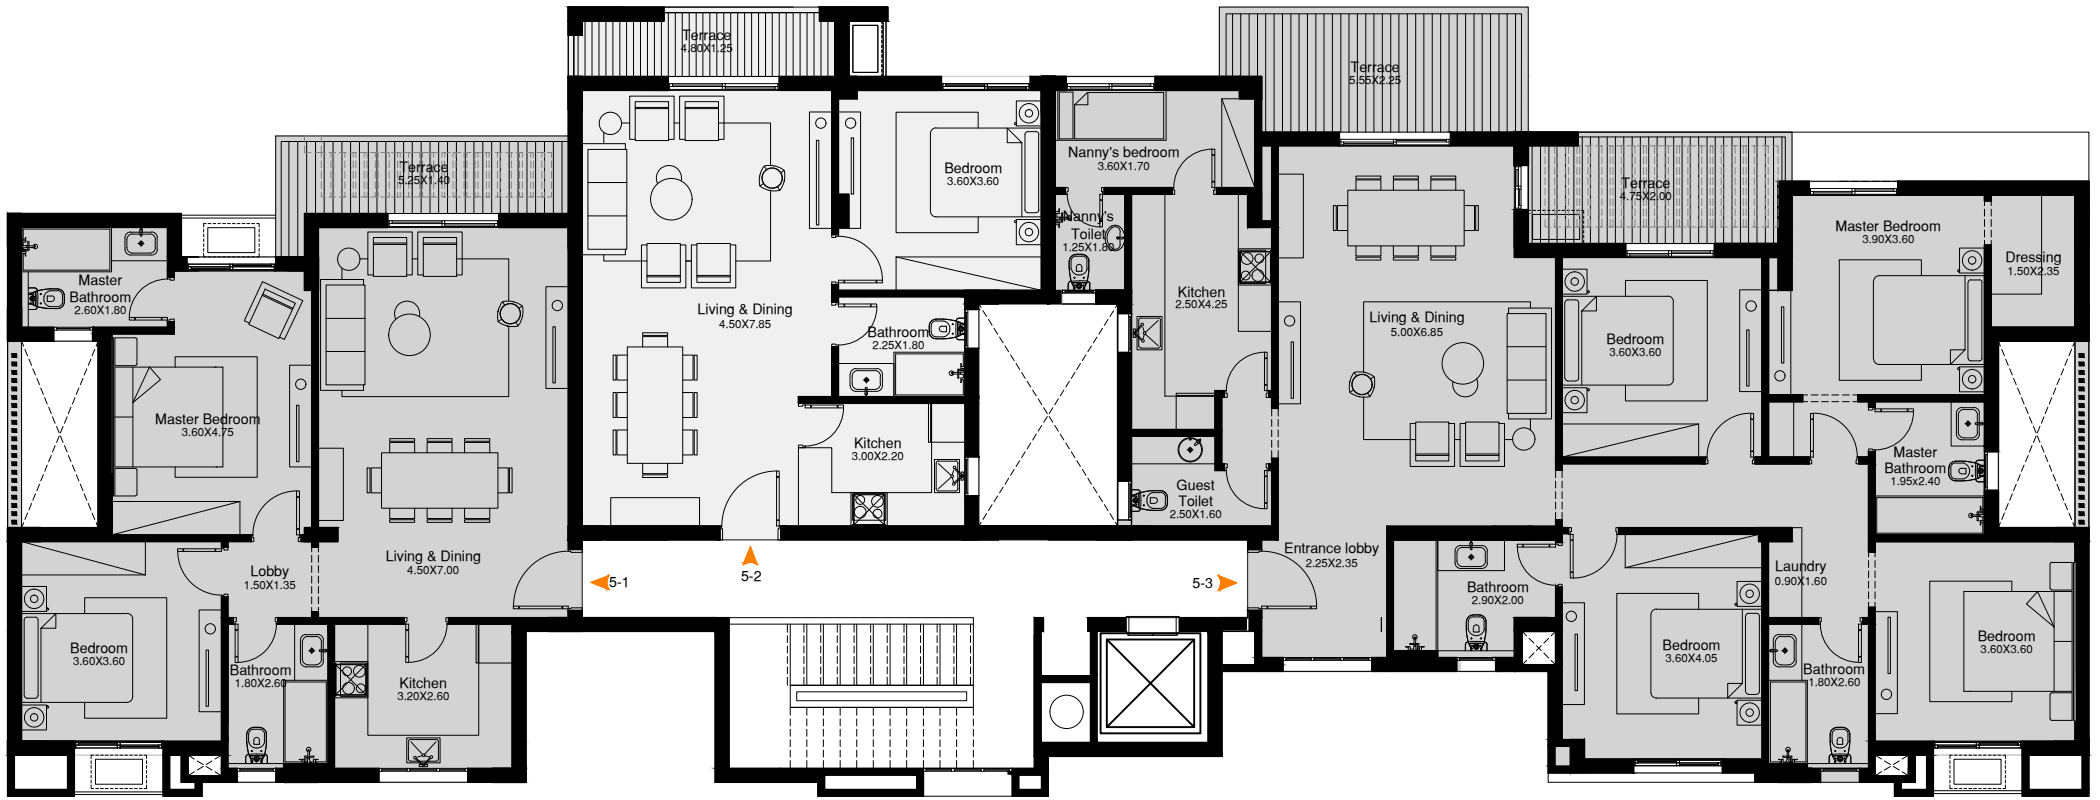 Terrace
4.80X1.25
Terrace
5.55X2.25
Terrace
5.25X1.40
Bedroom
3.60X3.60
Nanny's bedroom
3.60X1.70
Terrace
4.75X2.00
Master
Bathroom
2.60X1.80
Nanny's
Toilet
1.25X1.80
Master Bedroom
3.90X3.60
Dressing
1.50X2.35
Living & Dining
4.50X7.85
Kitchen
2.50X4.25
Living & Dining
5.00X6.85
Bathroom
2.25X1.80
Bedroom
3.60X3.60
Master Bedroom
3.60X4.75
Kitchen
3.00X2.20
Master
Bathroom
1.95x2.40
Guest
Toilet
2.50X1.60
Living & Dining
4.50X7.00
Entrance lobby
2.25X2.35
Lobby
1.50X1.35
5-1
5-2
5-3
Bathroom
2.90X2.00
Laundry
0.90X1.60
Bedroom
3.60X3.60
Bathroom
1.80X2.60
Kitchen
3.20X2.60
Bedroom
3.60X4.05
Bathroom
1.80X2.60
Bedroom
3.60X3.60